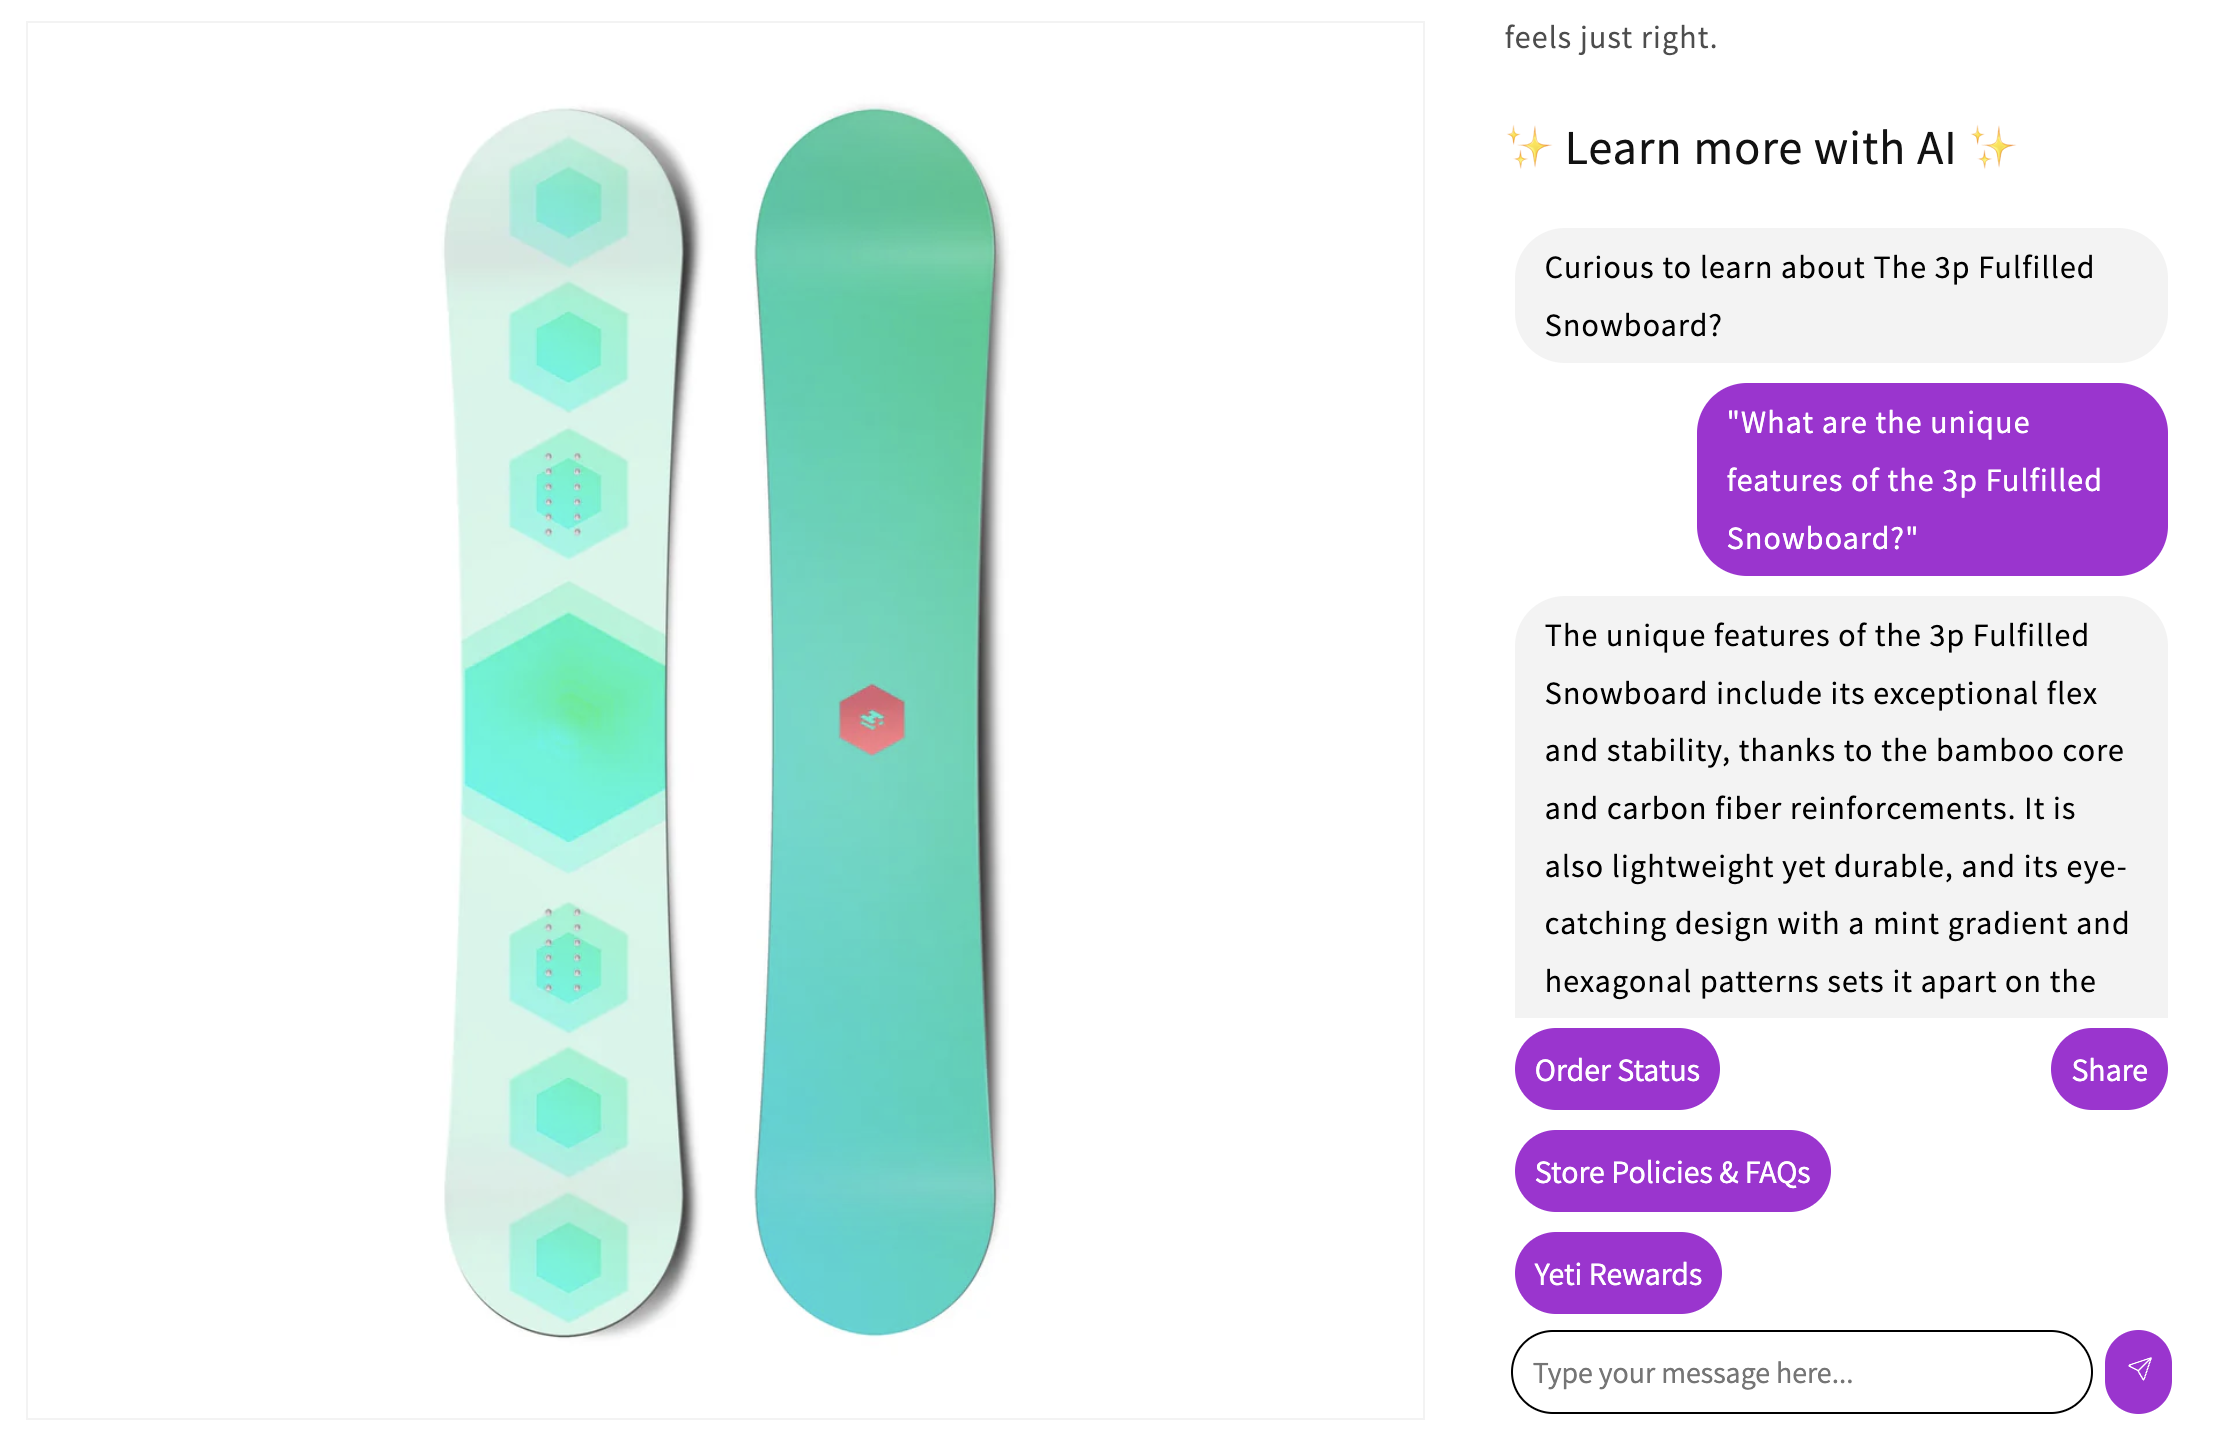 feels just right.
✨ Learn more with AI ✨
Curious to learn about The 3p Fulfilled
Snowboard?
"What are the unique
features of the 3p Fulfilled
Snowboard?"
The unique features of the 3p Fulfilled
Snowboard include its exceptional flex
and stability, thanks to the bamboo core
and carbon fiber reinforcements. It is
also lightweight yet durable, and its eye-
catching design with a mint gradient and
hexagonal patterns sets it apart on the
Order Status
Share
Store Policies & FAQs
Yeti Rewards
Type your message here...